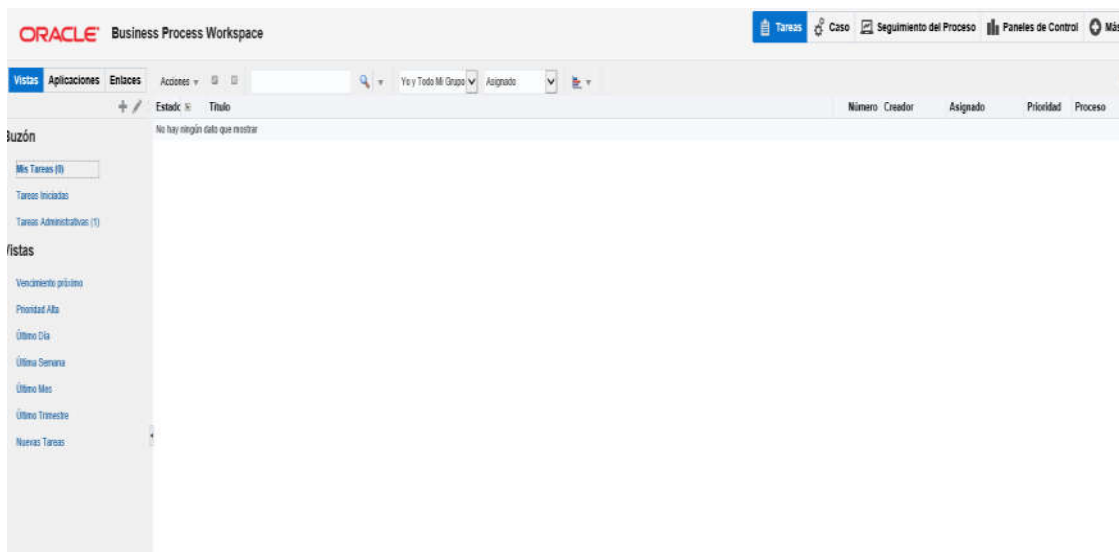 ORACLE® Business Process Workspace
Tareas Caso Seguimiento del Proceso Paneles de Control Más
Vistas Aplicaciones Enlaces Acciones Yo y Todo Mi Grupo Asignado
Estado Título Número Creador Asignado Prioridad Proceso
No hay ningún dato que mostrar
Buzón
Mis Tareas (0)
Tareas Iniciadas
Tareas Administrativas (1)
Vistas
Vencimiento próximo
Prioridad Alta
Último Día
Última Semana
Último Mes
Último Trimestre
Nuevas Tareas